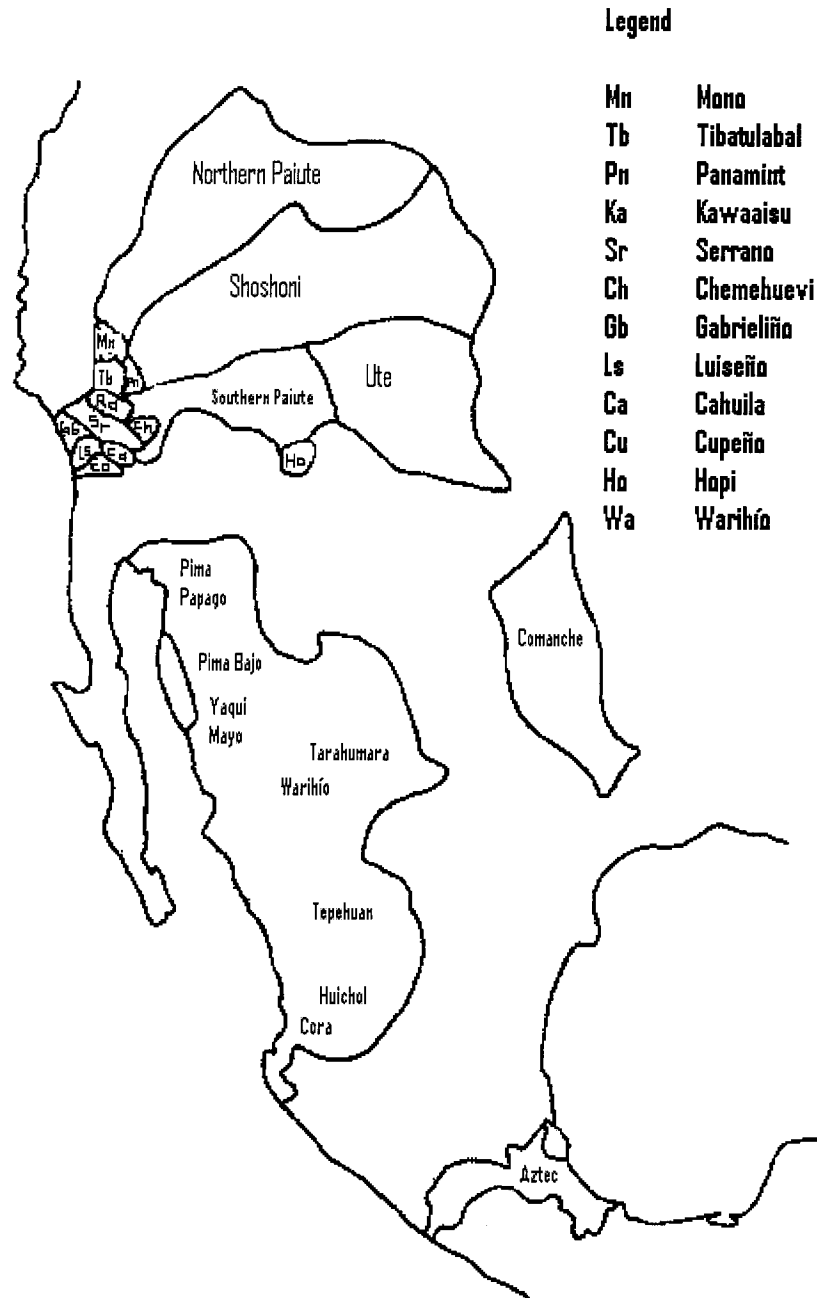 Legend
Mn Mono
Tb Tibatulabal
Pn Panamint
Ka Kawaaisu
Sr Serrano
Ch Chemehuevi
Gb Gabrieliño
Ls Luiseño
Ca Cahuila
Cu Cupeño
Ho Hopi
Wa Warihío
Northern Paiute
Shoshoni
Mn
Tb
Pn
Ute
Southern Paiute
Sr
Ch
Gb
Ls
Ho
Pima
Papago
Pima Bajo
Yaqui
Mayo
Comanche
Tarahumara
Warihío
Tepehuan
Huichol
Cora
Aztec